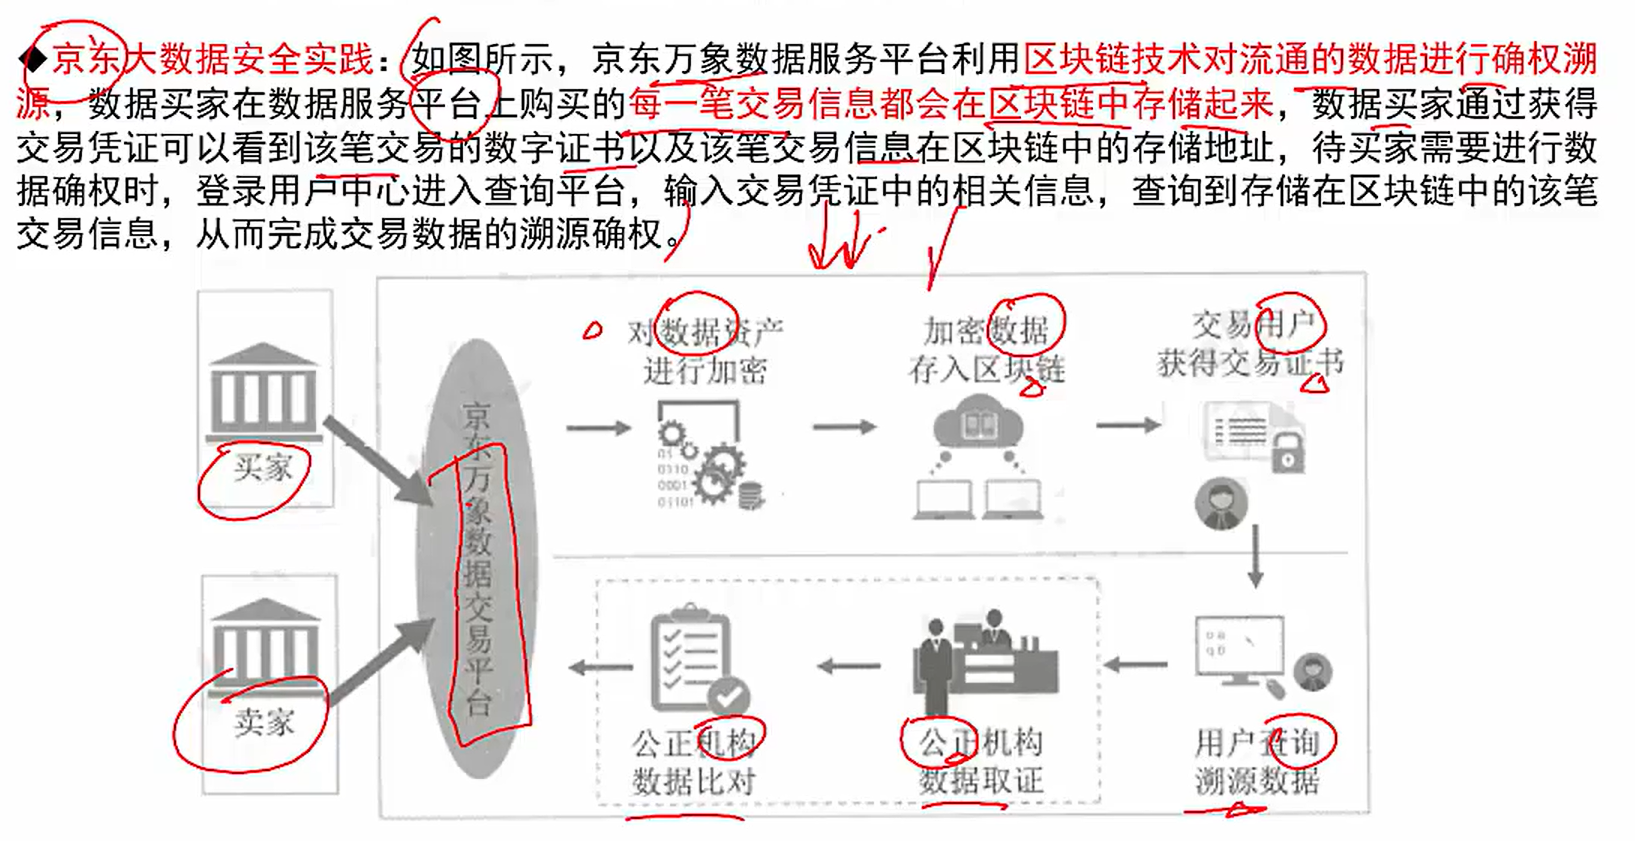 ◆京东大数据安全实践：如图所示，京东万象数据服务平台利用区块链技术对流通的数据进行确权溯
源，数据买家在数据服务平台上购买的每一笔交易信息都会在区块链中存储起来，数据买家通过获得
交易凭证可以看到该笔交易的数字证书以及该笔交易信息在区块链中的存储地址，待买家需要进行数
据确权时，登录用户中心进入查询平台，输入交易凭证中的相关信息，查询到存储在区块链中的该笔
交易信息，从而完成交易数据的溯源确权。
买家
卖家
京东万象数据交易平台
对数据资产
进行加密
加密数据
存入区块链
交易用户
获得交易证书
01
0110
0001
01101
公正机构
数据比对
公正机构
数据取证
用户查询
溯源数据